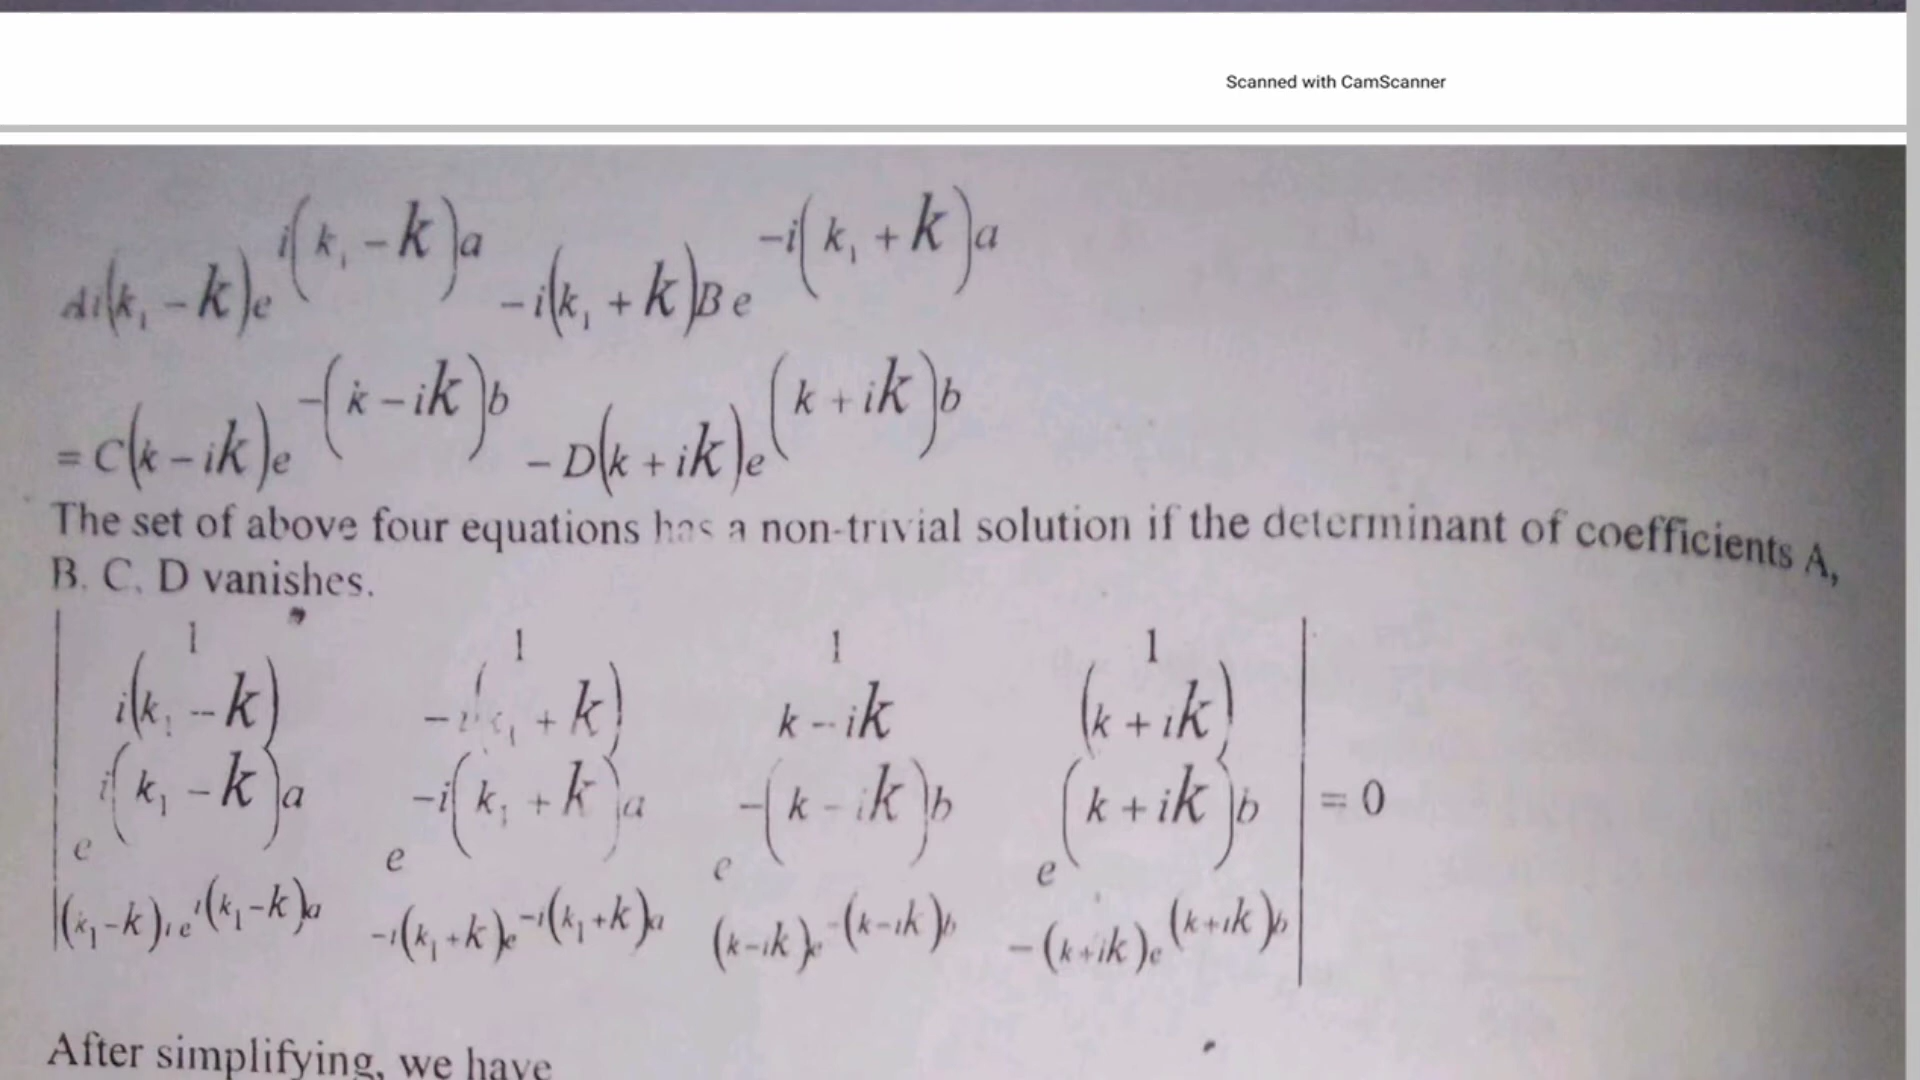 Scanned with CamScanner
Ai(k₁ – k)e^{i(k₁ – k)a} – i(k₁ + k)B e^{–i(k₁ + k)a}
= C(k – ik)e^{–(k – ik)b} – D(k + ik)e^{(k + ik)b}
The set of above four equations has a non-trivial solution if the determinant of coefficients A,
B. C. D vanishes.
1 1 1 1
i(k₁ – k) –i(k₁ + k) k – ik (k + ik)
e^{i(k₁ – k)a} e^{–i(k₁ + k)a} e^{–(k – ik)b} e^{(k + ik)b} = 0
(k₁–k)i e^{i(k₁–k)a} –i(k₁+k)e^{–i(k₁+k)a} (k–ik)e^{–(k–ik)b} –(k+ik)e^{(k+ik)b}
After simplifying, we have